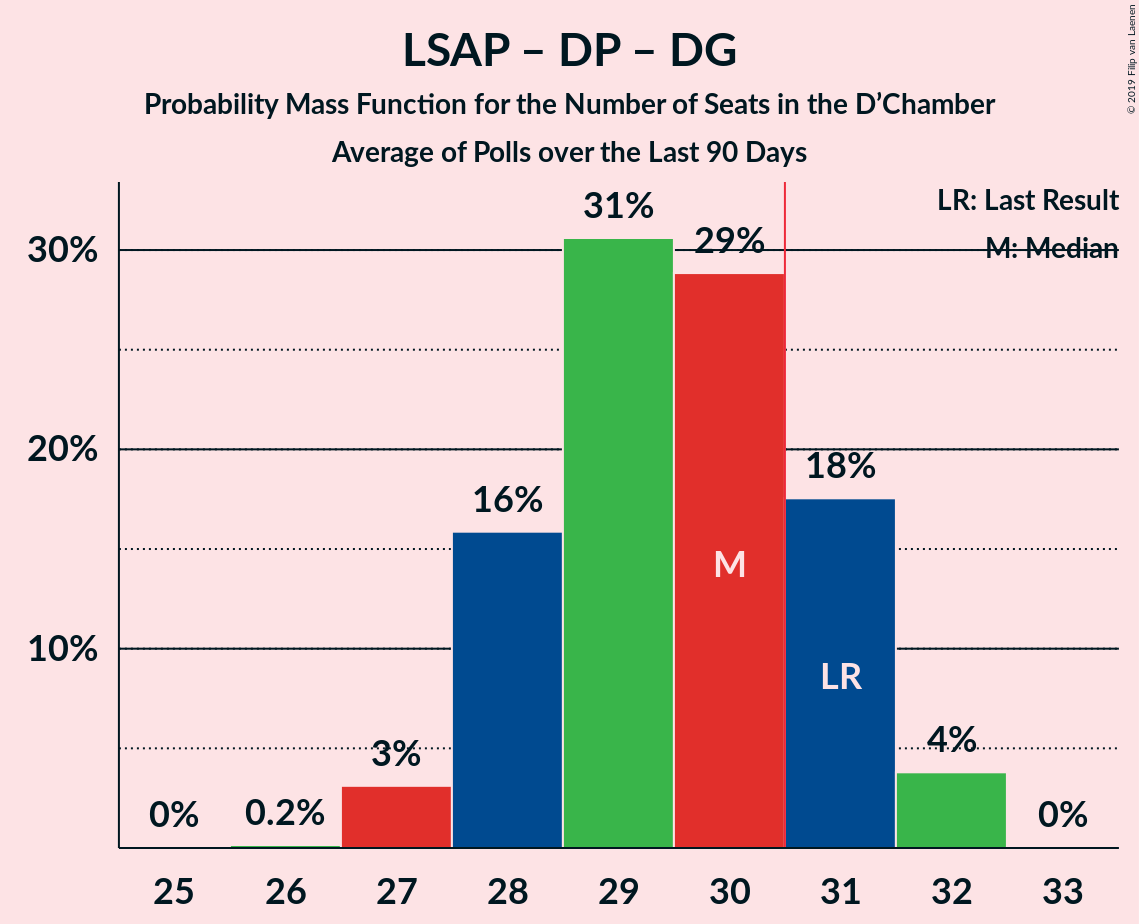 LSAP – DP – DG
Probability Mass Function for the Number of Seats in the D’Chamber
Average of Polls over the Last 90 Days
© 2019 Filip van Laenen
LR: Last Result
M: Median
30%
20%
10%
0%
0.2%
3%
16%
31%
29%
18%
4%
0%
M
LR
25 26 27 28 29 30 31 32 33